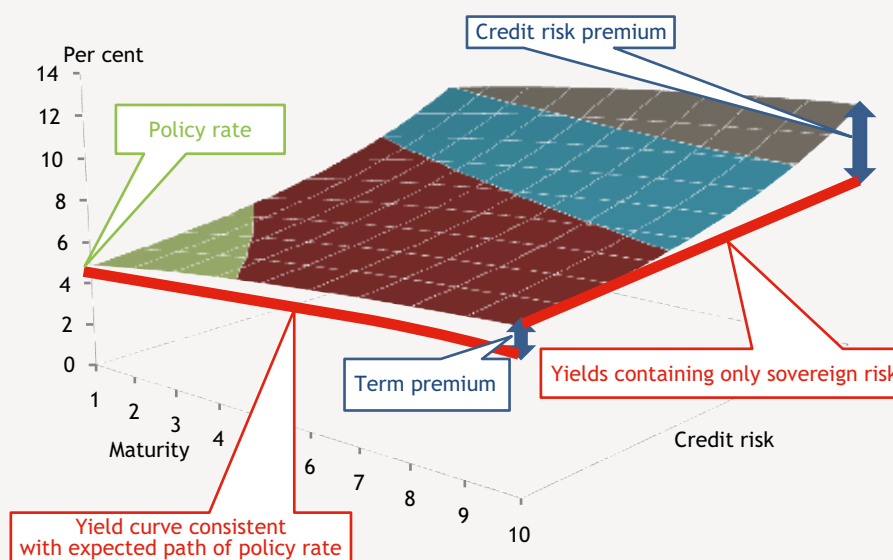 Credit risk premium
Per cent
14
12
10
8
6
4
2
0
Policy rate
Term premium
Yields containing only sovereign risk
1
2
3
4
6
7
8
9
10
Maturity
Credit risk
Yield curve consistent
with expected path of policy rate